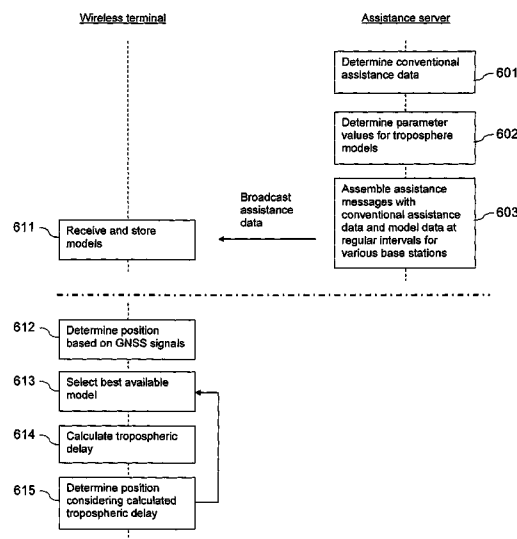 Wireless terminal
Assistance server
Determine conventional
assistance data
601
Determine parameter
values for troposphere
models
602
Assemble assistance
messages with
conventional assistance
data and model data at
regular intervals for
various base stations
603
Broadcast
assistance
data
611
Receive and store
models
612
Determine position
based on GNSS signals
613
Select best available
model
614
Calculate tropospheric
delay
615
Determine position
considering calculated
tropospheric delay